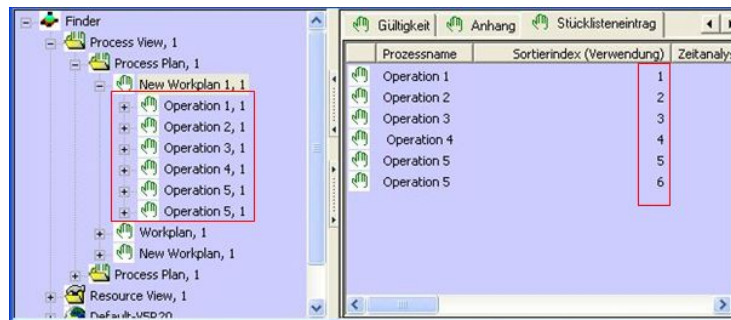 Finder
Process View, 1
Process Plan, 1
New Workplan 1, 1
Operation 1, 1
Operation 2, 1
Operation 3, 1
Operation 4, 1
Operation 5, 1
Operation 5, 1
Workplan, 1
New Workplan, 1
Process Plan, 1
Resource View, 1
Default-V5R20
Gültigkeit Anhang Stücklisteneintrag
Prozessname Sortierindex (Verwendung) Zeitanalys
Operation 1 1
Operation 2 2
Operation 3 3
Operation 4 4
Operation 5 5
Operation 5 6